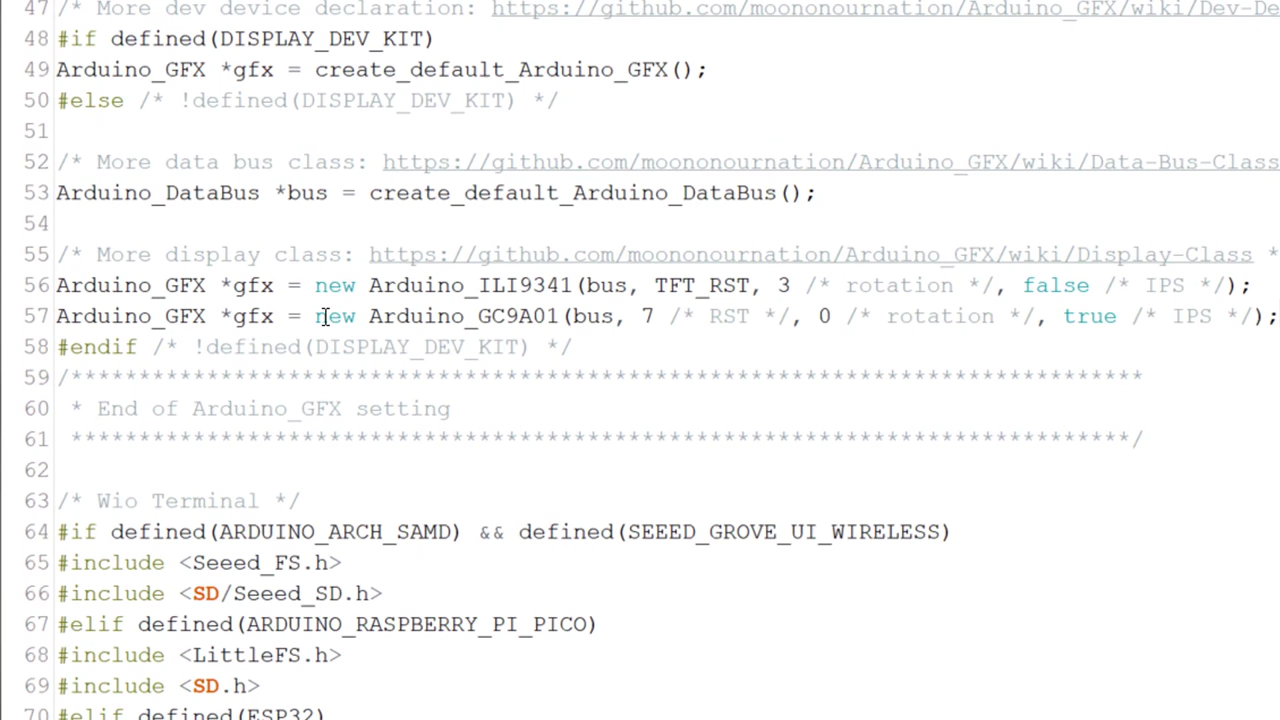 47 /* More dev device declaration: https://github.com/moononournation/Arduino_GFX/wiki/Dev-De
48 #if defined(DISPLAY_DEV_KIT)
49 Arduino_GFX *gfx = create_default_Arduino_GFX();
50 #else /* !defined(DISPLAY_DEV_KIT) */
51
52 /* More data bus class: https://github.com/moononournation/Arduino_GFX/wiki/Data-Bus-Class
53 Arduino_DataBus *bus = create_default_Arduino_DataBus();
54
55 /* More display class: https://github.com/moononournation/Arduino_GFX/wiki/Display-Class *
56 Arduino_GFX *gfx = new Arduino_ILI9341(bus, TFT_RST, 3 /* rotation */, false /* IPS */);
57 Arduino_GFX *gfx = new Arduino_GC9A01(bus, 7 /* RST */, 0 /* rotation */, true /* IPS */);
58 #endif /* !defined(DISPLAY_DEV_KIT) */
59 /*******************************************************************************
60  * End of Arduino_GFX setting
61  ******************************************************************************/
62
63 /* Wio Terminal */
64 #if defined(ARDUINO_ARCH_SAMD) && defined(SEEED_GROVE_UI_WIRELESS)
65 #include <Seeed_FS.h>
66 #include <SD/Seeed_SD.h>
67 #elif defined(ARDUINO_RASPBERRY_PI_PICO)
68 #include <LittleFS.h>
69 #include <SD.h>
70 #elif defined(ESP32)